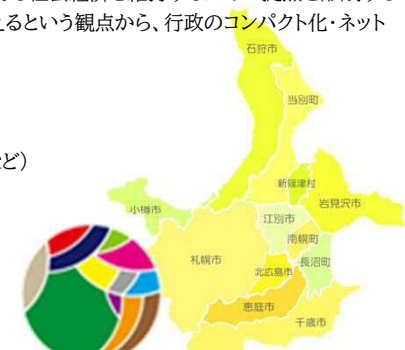 えるという観点から、行政のコンパクト化・ネット
ど）
石狩市
当別町
新篠津村
岩見沢市
小樽市
江別市
南幌町
札幌市
北広島市
長沼町
恵庭市
千歳市